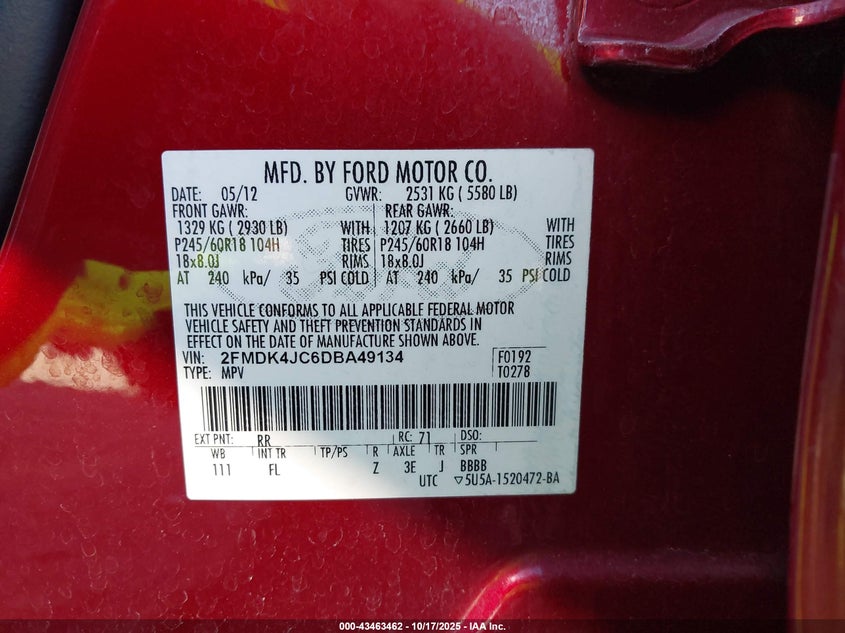 MFD. BY FORD MOTOR CO.
DATE: 05/12 GVWR: 2531 KG ( 5580 LB)
FRONT GAWR: REAR GAWR:
1329 KG ( 2930 LB) WITH 1207 KG ( 2660 LB) WITH
P245/60R18 104H TIRES P245/60R18 104H TIRES
18x8.0J RIMS 18x8.0J RIMS
AT 240 kPa/ 35 PSI COLD AT 240 kPa/ 35 PSI COLD
THIS VEHICLE CONFORMS TO ALL APPLICABLE FEDERAL MOTOR
VEHICLE SAFETY AND THEFT PREVENTION STANDARDS IN
EFFECT ON THE DATE OF MANUFACTURE SHOWN ABOVE.
VIN: 2FMDK4JC6DBA49134 F0192
TYPE: MPV T0278
EXT PNT: RR RC: 71 DSO:
WB INT TR TP/PS R AXLE TR SPR
111 FL Z 3E J BBBB
UTC ▽5U5A-1520472-BA
000-43463462 - 10/17/2025 - IAA Inc.